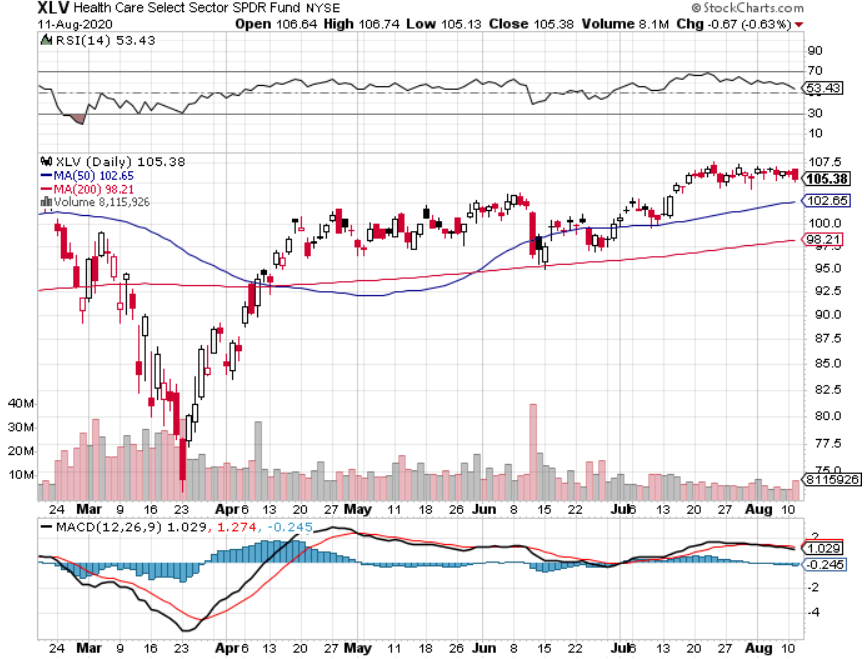 XLV Health Care Select Sector SPDR Fund NYSE © StockCharts.com
11-Aug-2020 Open 106.64 High 106.74 Low 105.13 Close 105.38 Volume 8.1M Chg -0.67 (-0.63%)
RSI(14) 53.43
90
70
53.43
30
10
XLV (Daily) 105.38
MA(50) 102.65
MA(200) 98.21
Volume 8,115,926
107.5
105.38
102.65
100.0
98.21
97.5
95.0
92.5
90.0
87.5
85.0
82.5
80.0
77.5
75.0
40M
30M
20M
10M
8115926
24 Mar 9 16 23 Apr 6 13 20 27 May 11 18 26 Jun 8 15 22 Jul 6 13 20 27 Aug 10
MACD(12,26,9) 1.029, 1.274, -0.245
2
1.029
-0.245
-2
-4
24 Mar 9 16 23 Apr 6 13 20 27 May 11 18 26 Jun 8 15 22 Jul 6 13 20 27 Aug 10